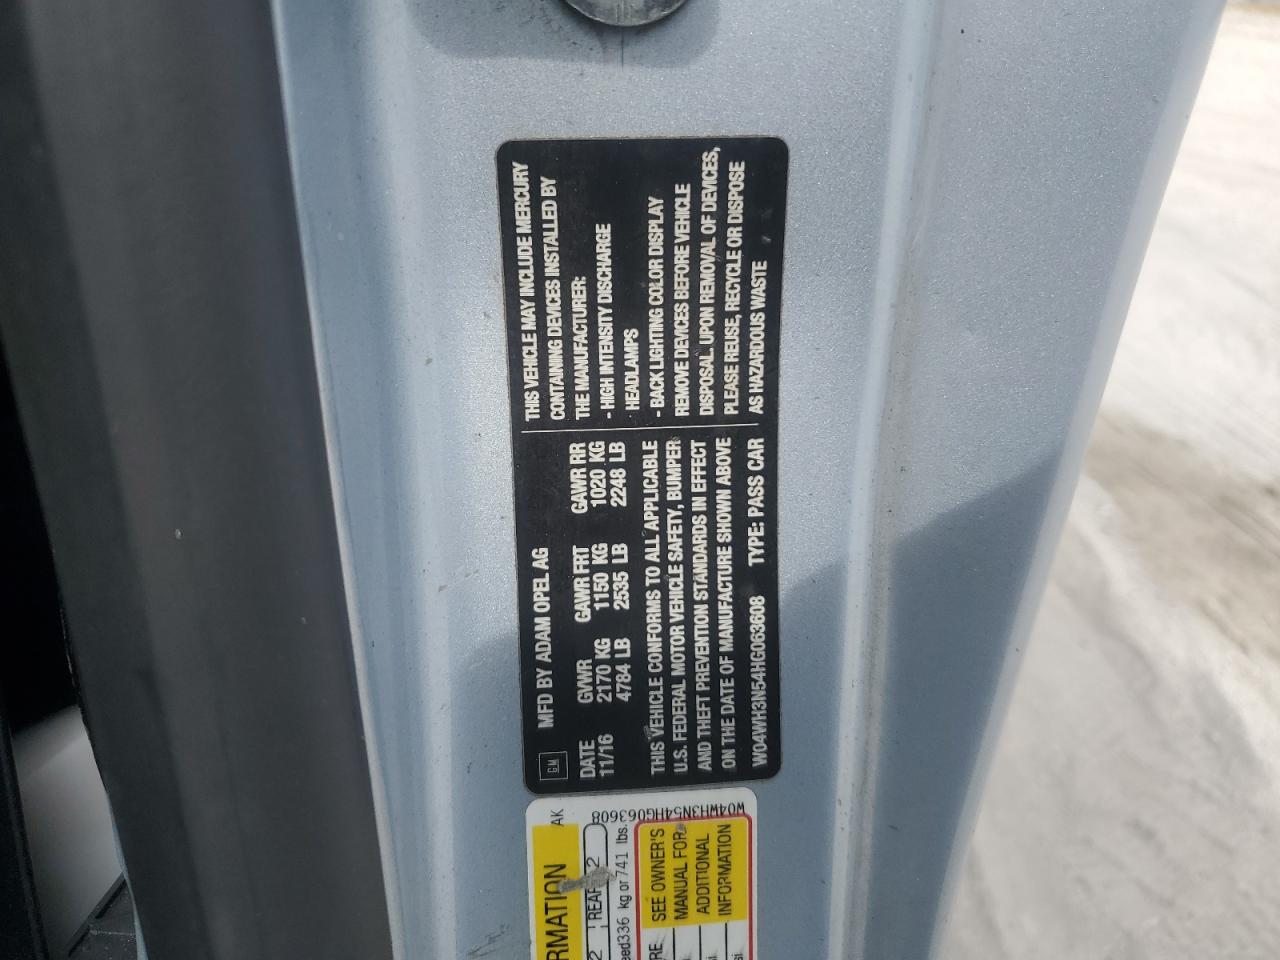 GM MFD BY ADAM OPEL AG
DATE GVWR GAWR FRT GAWR RR
11/16 2170 KG 1150 KG 1020 KG
4784 LB 2535 LB 2248 LB
THIS VEHICLE CONFORMS TO ALL APPLICABLE
U.S. FEDERAL MOTOR VEHICLE SAFETY, BUMPER
AND THEFT PREVENTION STANDARDS IN EFFECT
ON THE DATE OF MANUFACTURE SHOWN ABOVE
W04WH3N54HG063608 TYPE: PASS CAR
THIS VEHICLE MAY INCLUDE MERCURY
CONTAINING DEVICES INSTALLED BY
THE MANUFACTURER:
- HIGH INTENSITY DISCHARGE
HEADLAMPS
- BACK LIGHTING COLOR DISPLAY
REMOVE DEVICES BEFORE VEHICLE
DISPOSAL. UPON REMOVAL OF DEVICES,
PLEASE REUSE, RECYCLE OR DISPOSE
AS HAZARDOUS WASTE
AK
RMATION
2 REAR 2
eed 336 kg or 741 lbs.
W04WH3N54HG063608
RE
SEE OWNER'S
MANUAL FOR
ADDITIONAL
INFORMATION